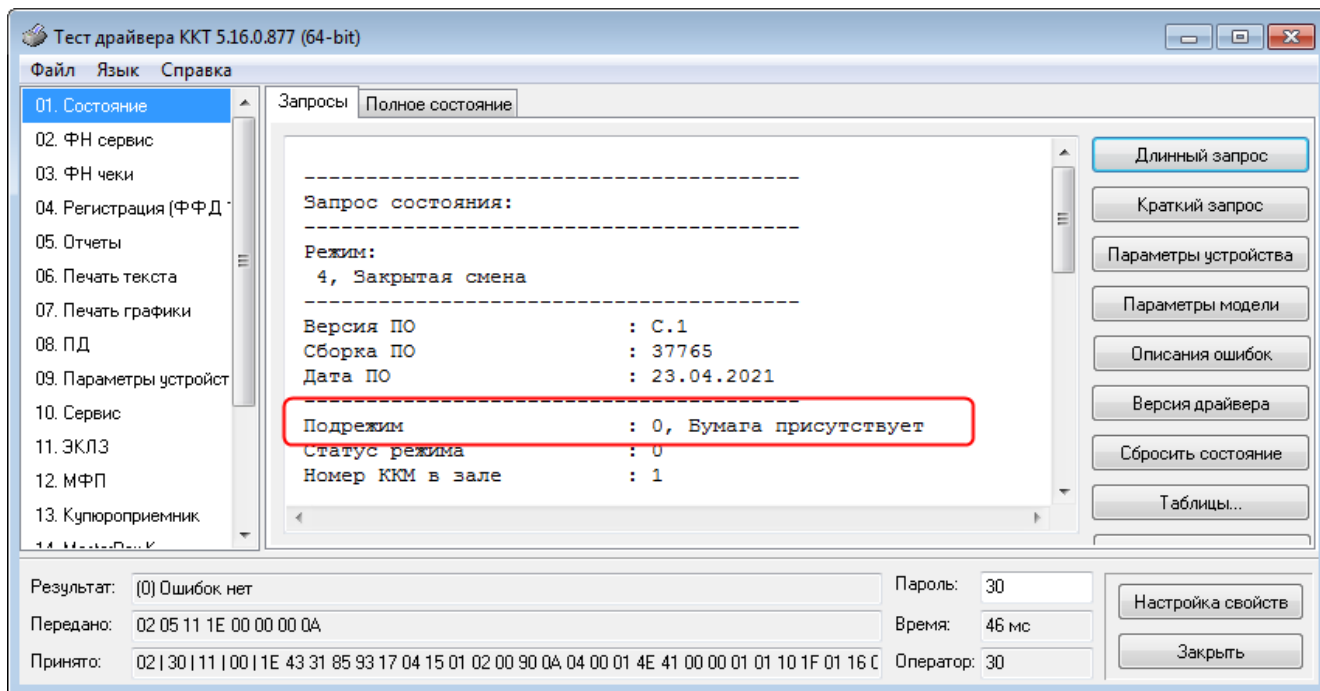 Тест драйвера ККТ 5.16.0.877 (64-bit)
Файл Язык Справка
01. Состояние
02. ФН сервис
03. ФН чеки
04. Регистрация (ФФД
05. Отчеты
06. Печать текста
07. Печать графики
08. ПД
09. Параметры устройст
10. Сервис
11. ЭКЛЗ
12. МФП
13. Купюроприемник
Запросы Полное состояние
----------------------------------------
Запрос состояния:
----------------------------------------
Режим:
4, Закрытая смена
----------------------------------------
Версия ПО : C.1
Сборка ПО : 37765
Дата ПО : 23.04.2021
----------------------------------------
Подрежим : 0, Бумага присутствует
Статус режима : 0
Номер ККМ в зале : 1
Длинный запрос
Краткий запрос
Параметры устройства
Параметры модели
Описания ошибок
Версия драйвера
Сбросить состояние
Таблицы...
Результат: (0) Ошибок нет
Пароль: 30
Передано: 02 05 11 1E 00 00 00 0A
Время: 46 мс
Принято: 02 | 30 | 11 | 00 | 1E 43 31 85 93 17 04 15 01 02 00 90 0A 04 00 01 4E 41 00 00 01 01 10 1F 01 16
Оператор: 30
Настройка свойств
Закрыть